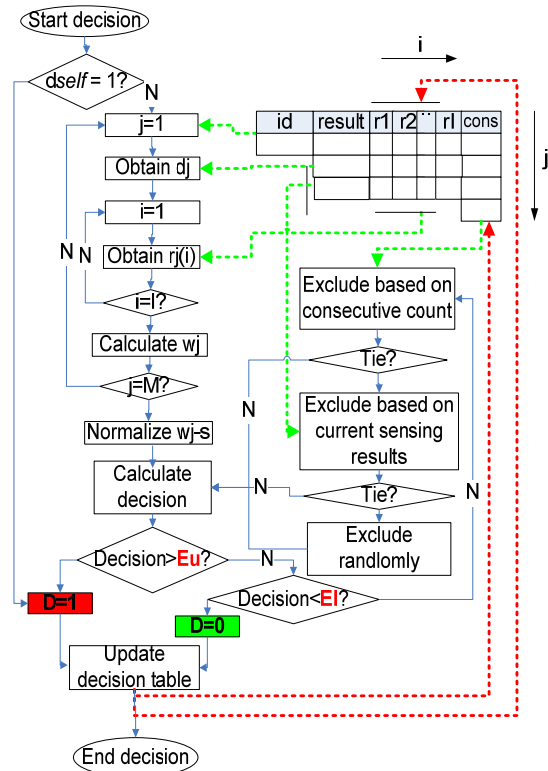 Start decision
dself = 1?
N
i
j=1
id result r1 r2 .. rI cons
j
Obtain dj
i=1
N N
Obtain rj(i)
i=I?
Exclude based on
consecutive count
Calculate wj
Tie?
j=M?
N
Exclude based on
current sensing
results
Normalize wj-s
Calculate
decision
N
Tie?
N
Exclude
randomly
Decision>Eu?
N
Decision<El?
D=1
D=0
Update
decision table
End decision